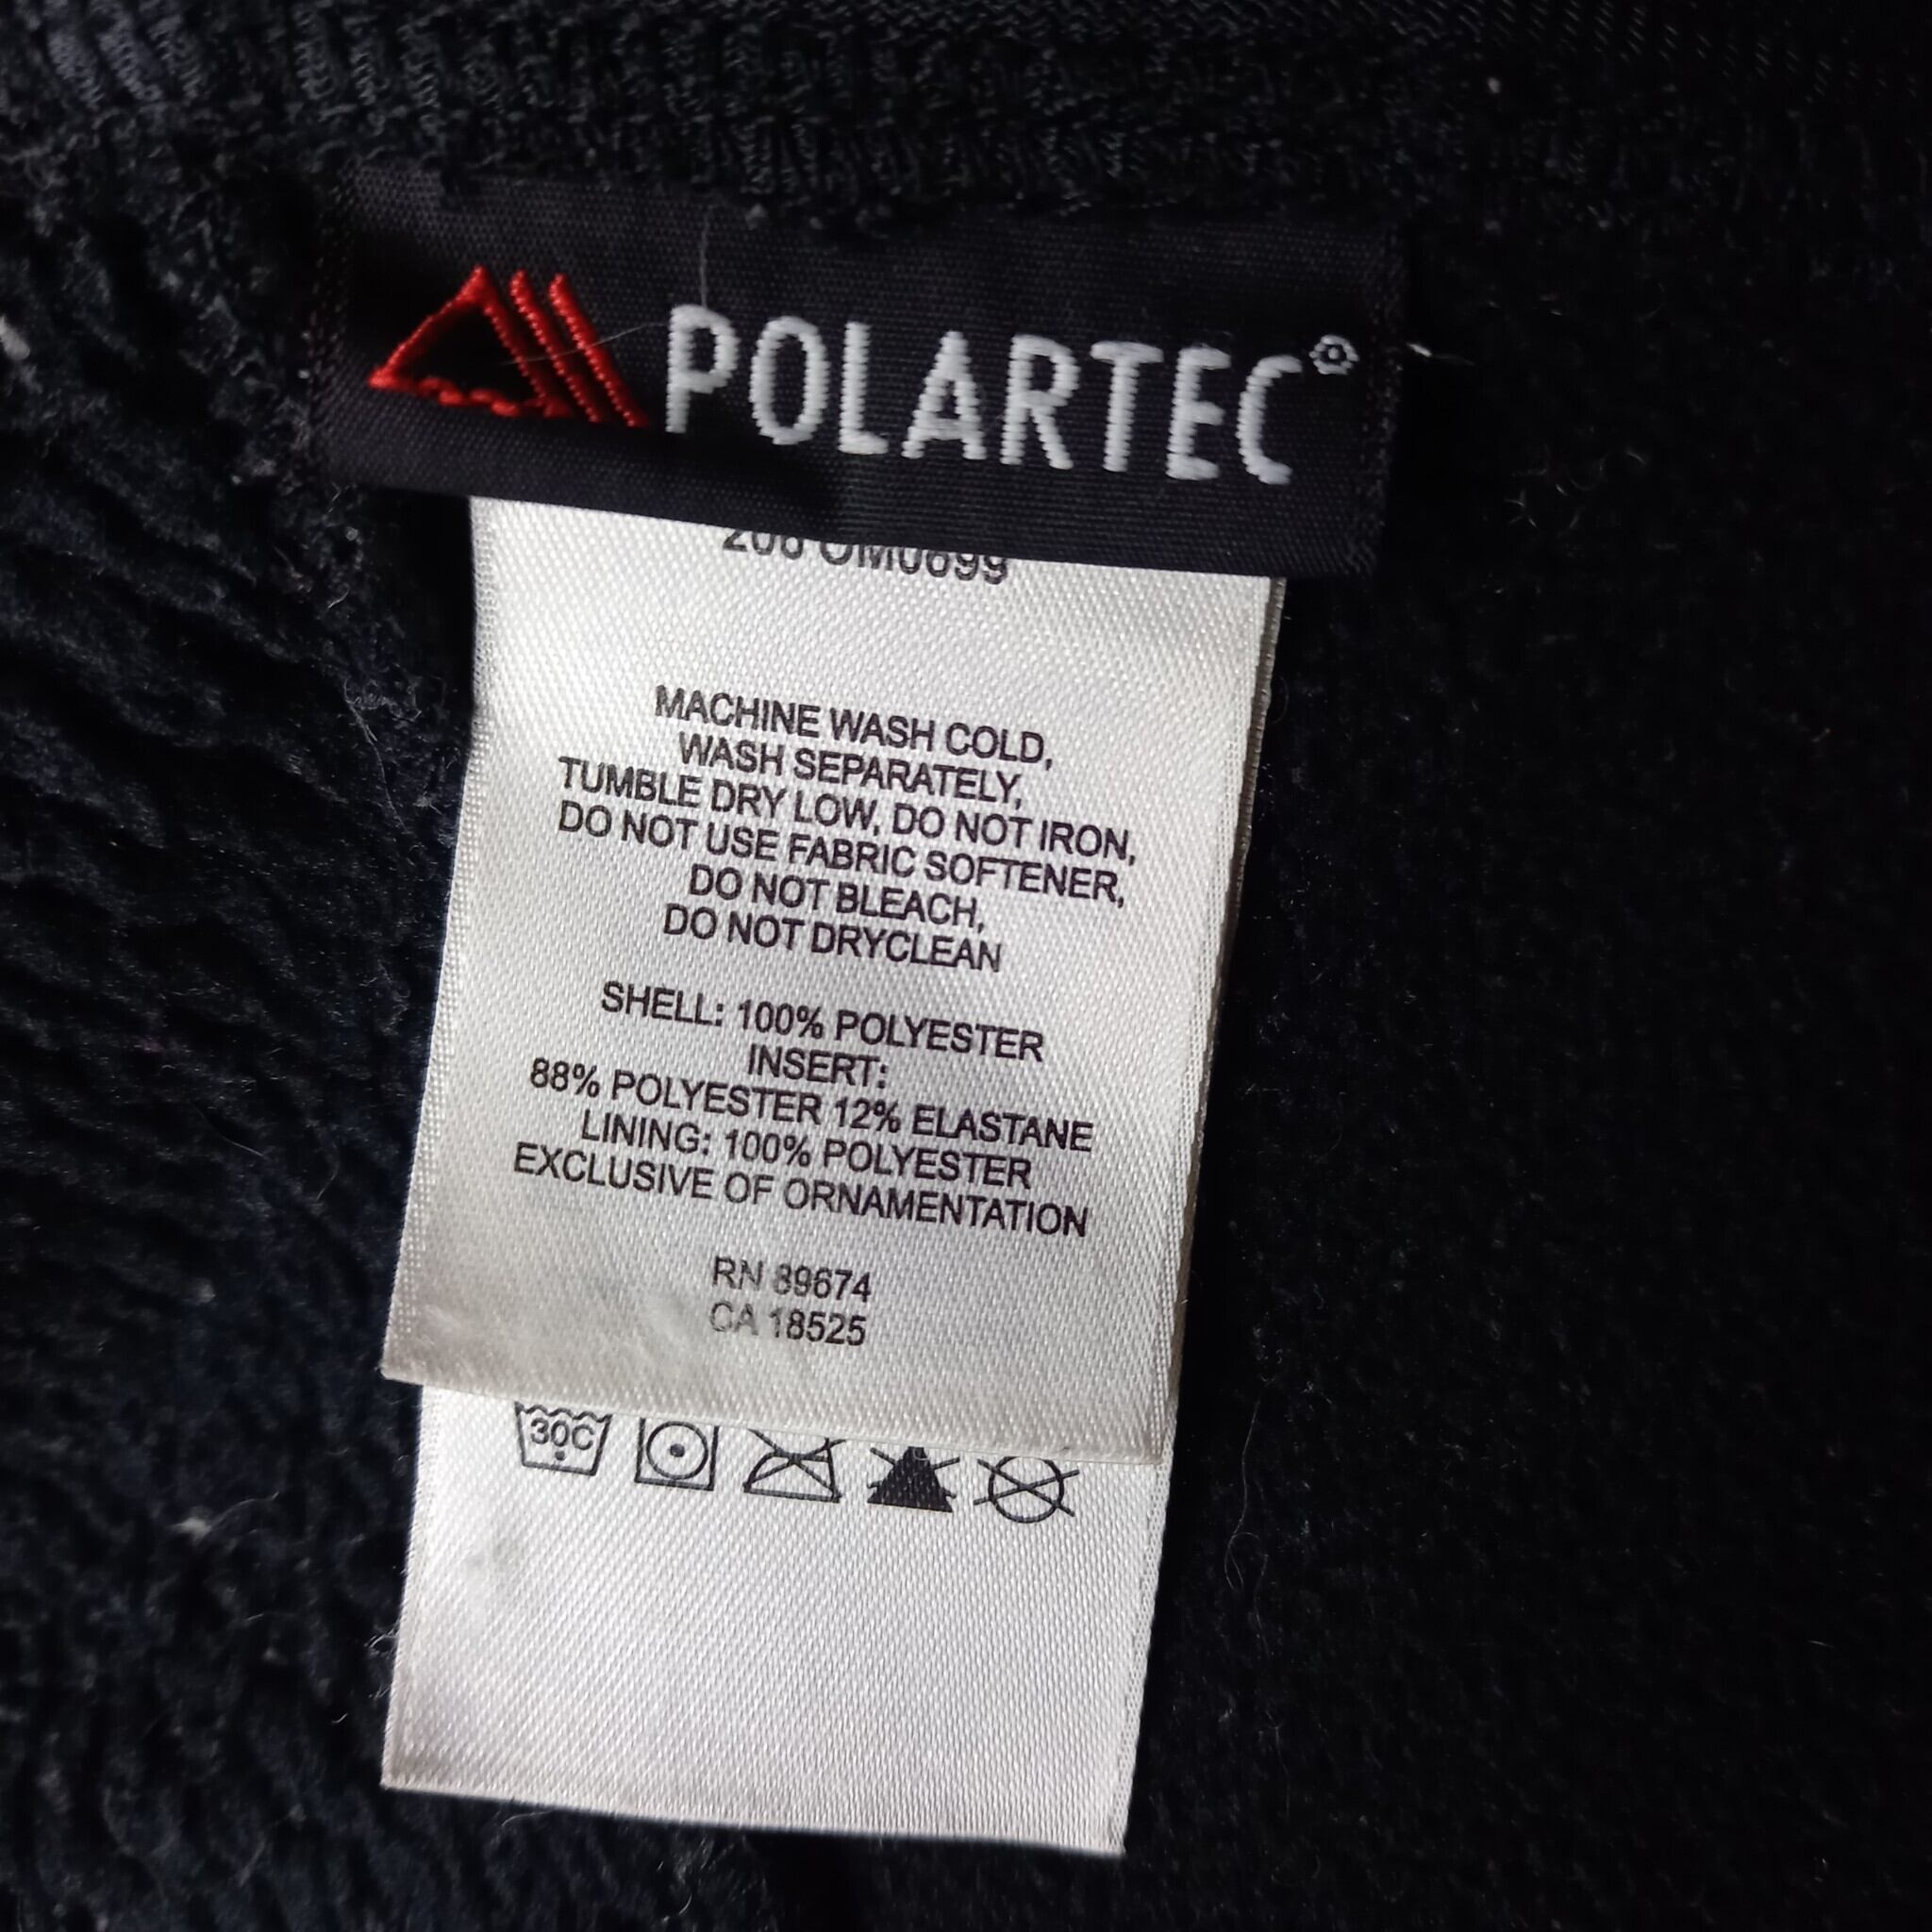 POLARTEC®
MACHINE WASH COLD,
WASH SEPARATELY,
TUMBLE DRY LOW, DO NOT IRON,
DO NOT USE FABRIC SOFTENER,
DO NOT BLEACH,
DO NOT DRYCLEAN
SHELL: 100% POLYESTER
INSERT:
88% POLYESTER 12% ELASTANE
LINING: 100% POLYESTER
EXCLUSIVE OF ORNAMENTATION
RN 89674
CA 18525
30C